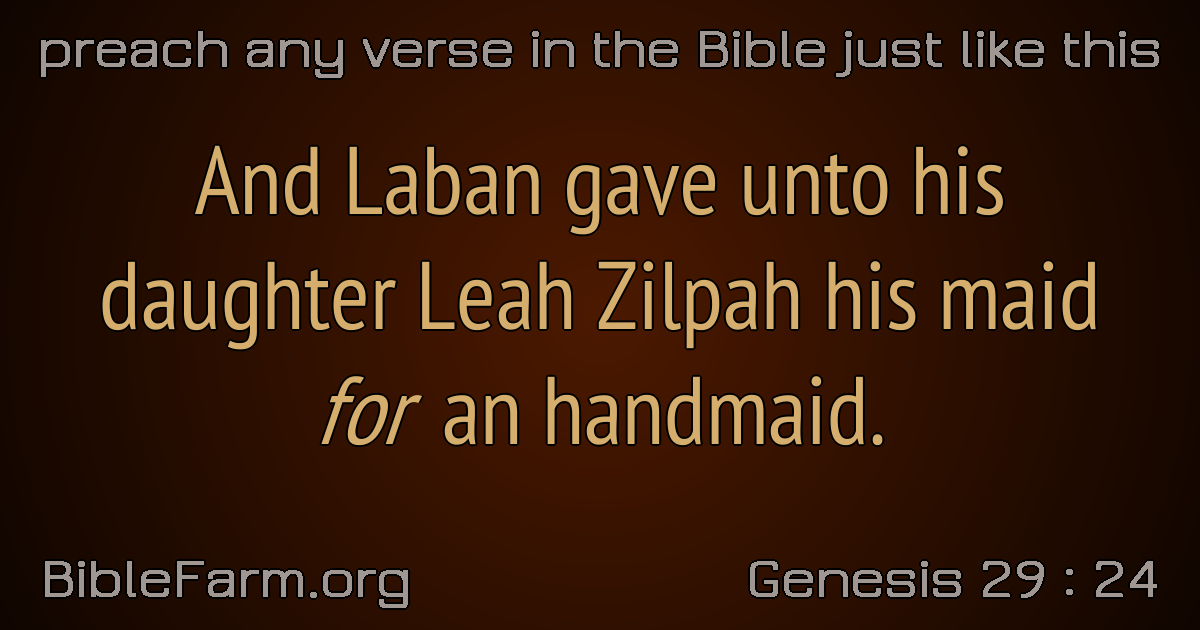 preach any verse in the Bible just like this
And Laban gave unto his
daughter Leah Zilpah his maid
for an handmaid.
BibleFarm.org
Genesis 29 : 24